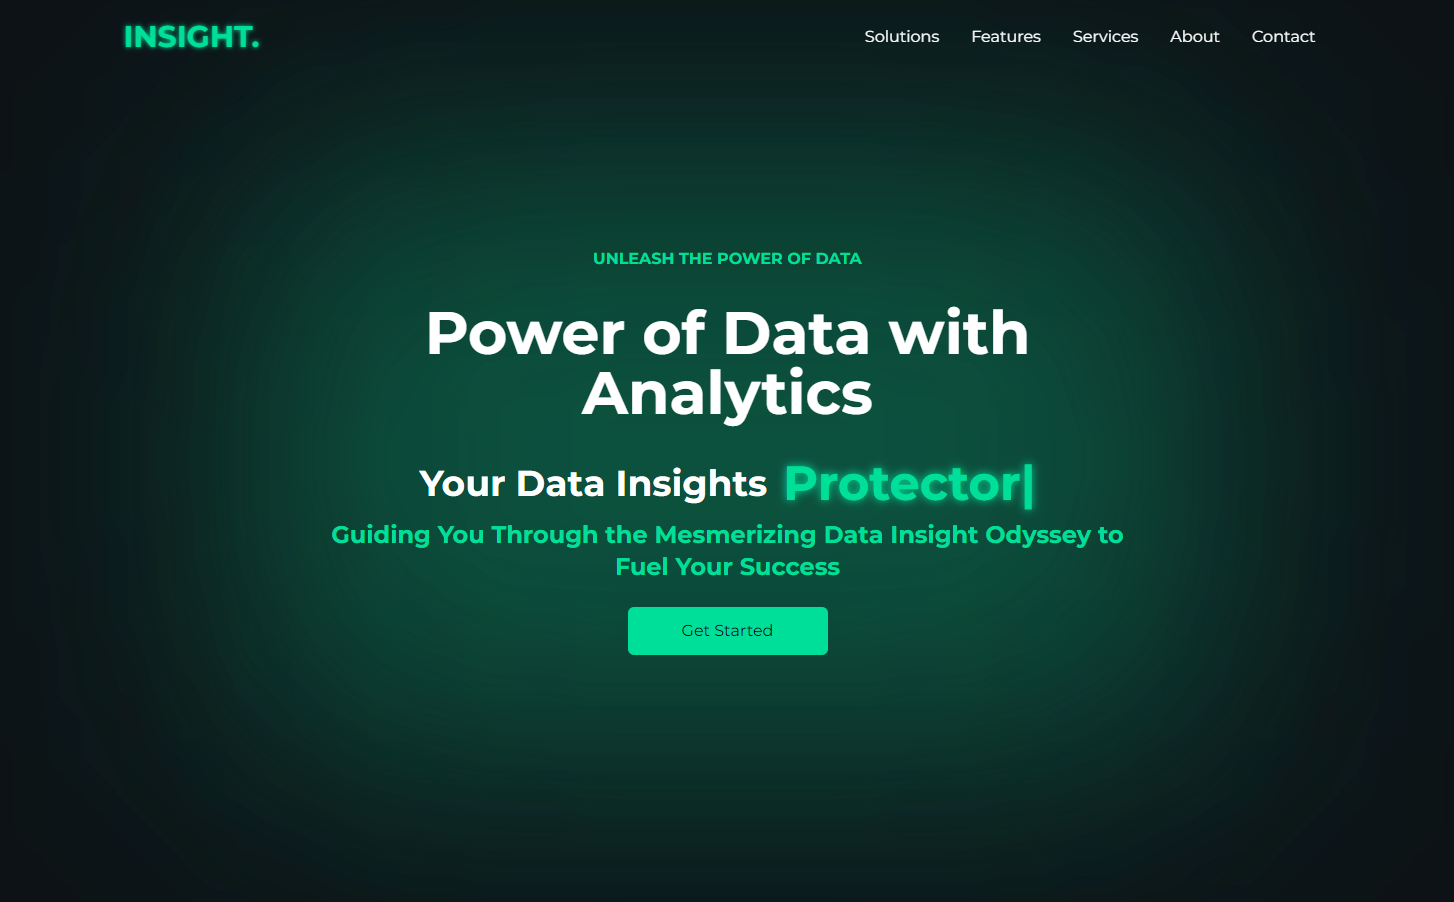 INSIGHT.
Solutions Features Services About Contact
UNLEASH THE POWER OF DATA
Power of Data with
Analytics
Your Data Insights Protector|
Guiding You Through the Mesmerizing Data Insight Odyssey to
Fuel Your Success
Get Started